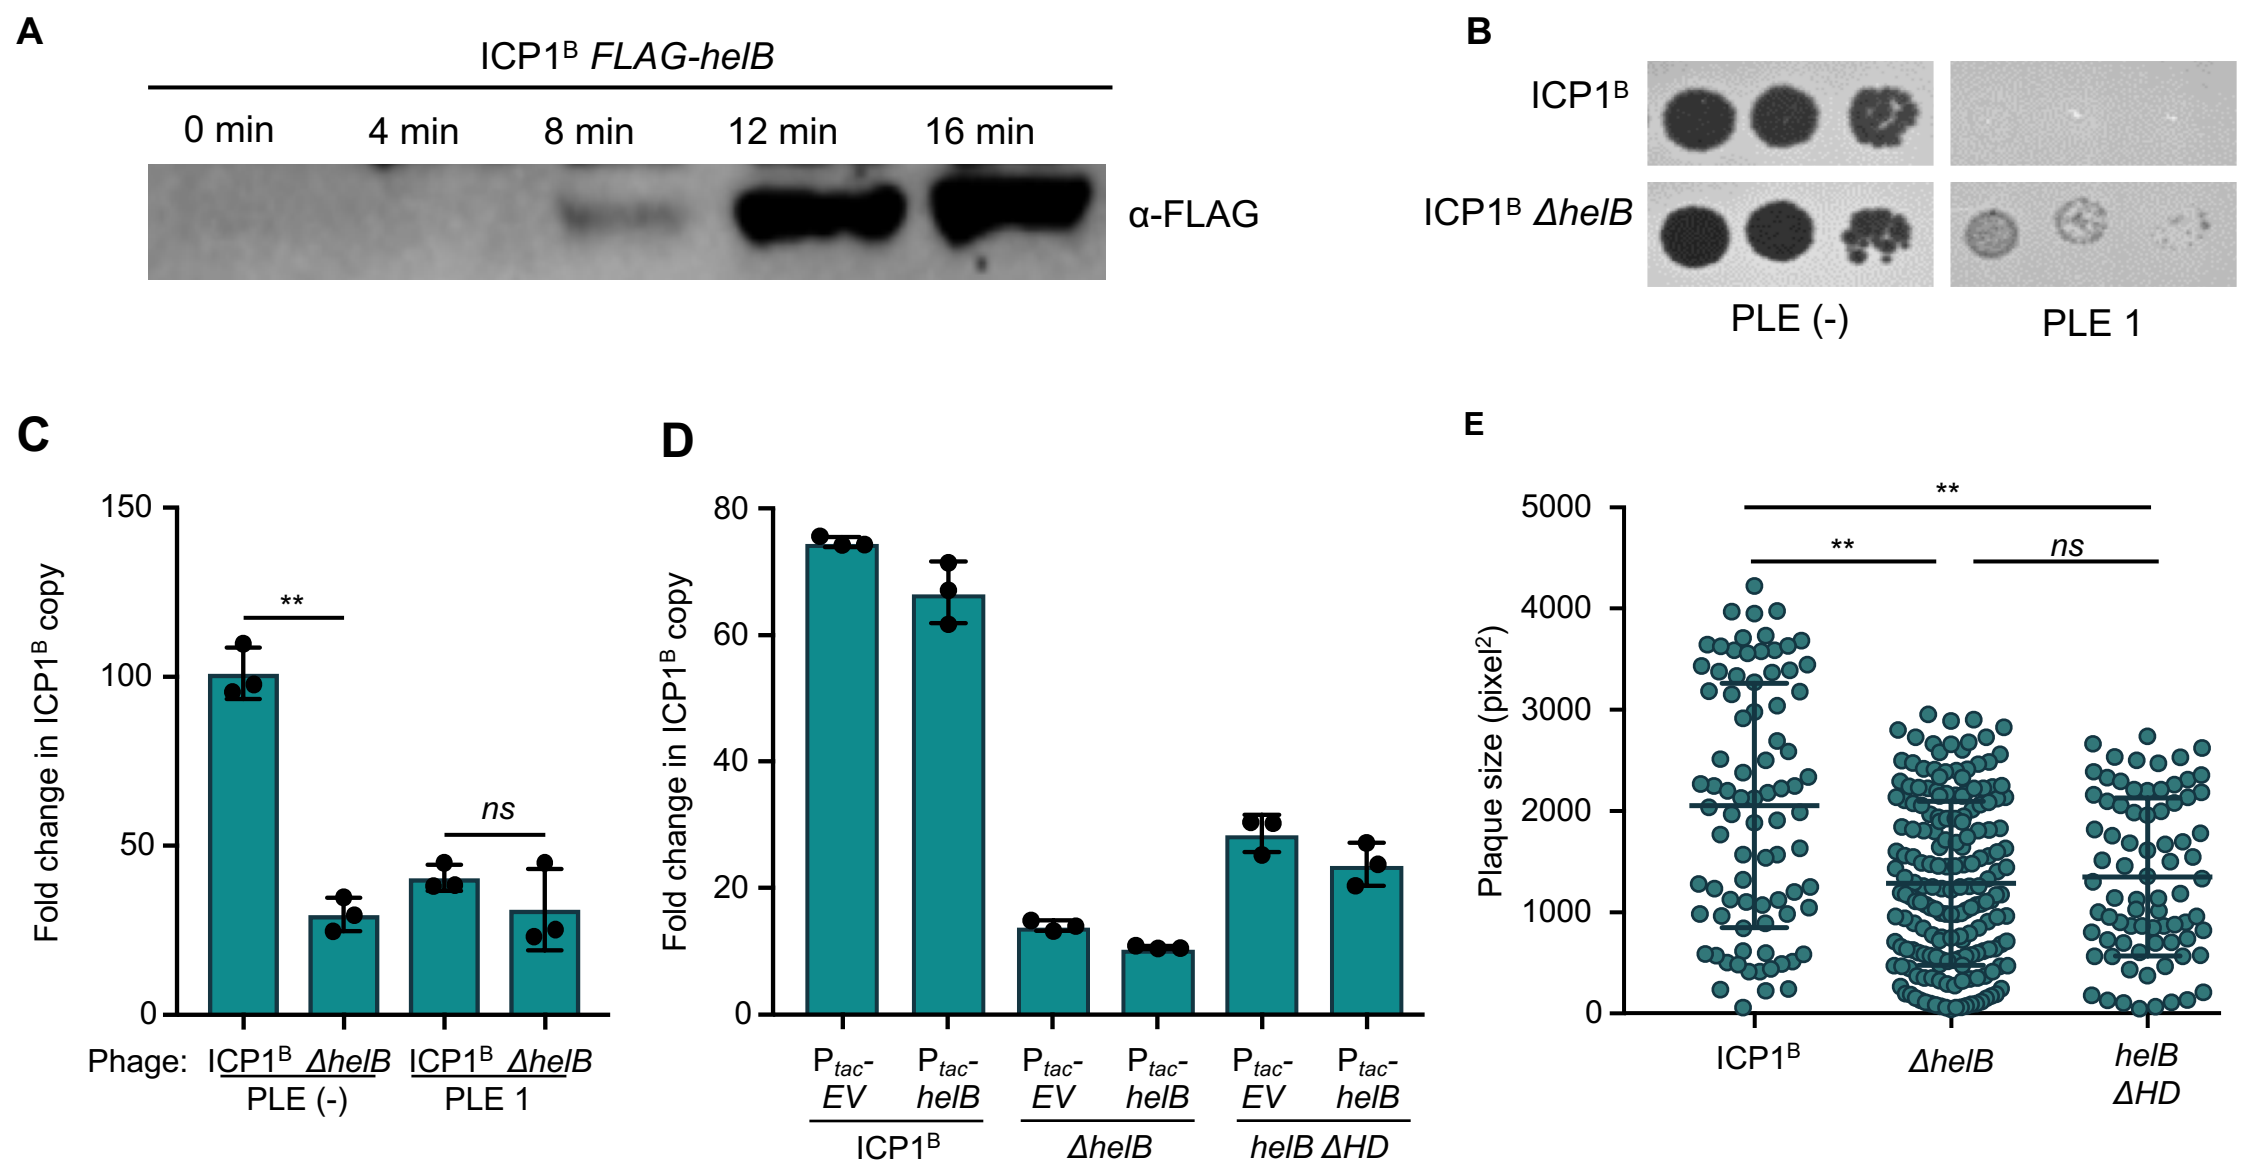 A
ICP1ᴮ FLAG-helB
0 min 4 min 8 min 12 min 16 min
α-FLAG
B
ICP1ᴮ
ICP1ᴮ ΔhelB
PLE (-) PLE 1
C
Fold change in ICP1ᴮ copy
150
100
50
0
**
ns
Phage: ICP1ᴮ ΔhelB ICP1ᴮ ΔhelB
PLE (-) PLE 1
D
Fold change in ICP1ᴮ copy
80
60
40
20
0
Ptac- Ptac- Ptac- Ptac- Ptac- Ptac-
EV helB EV helB EV helB
ICP1ᴮ ΔhelB helB ΔHD
E
Plaque size (pixel²)
5000
4000
3000
2000
1000
0
**
** ns
ICP1ᴮ ΔhelB helB
ΔHD